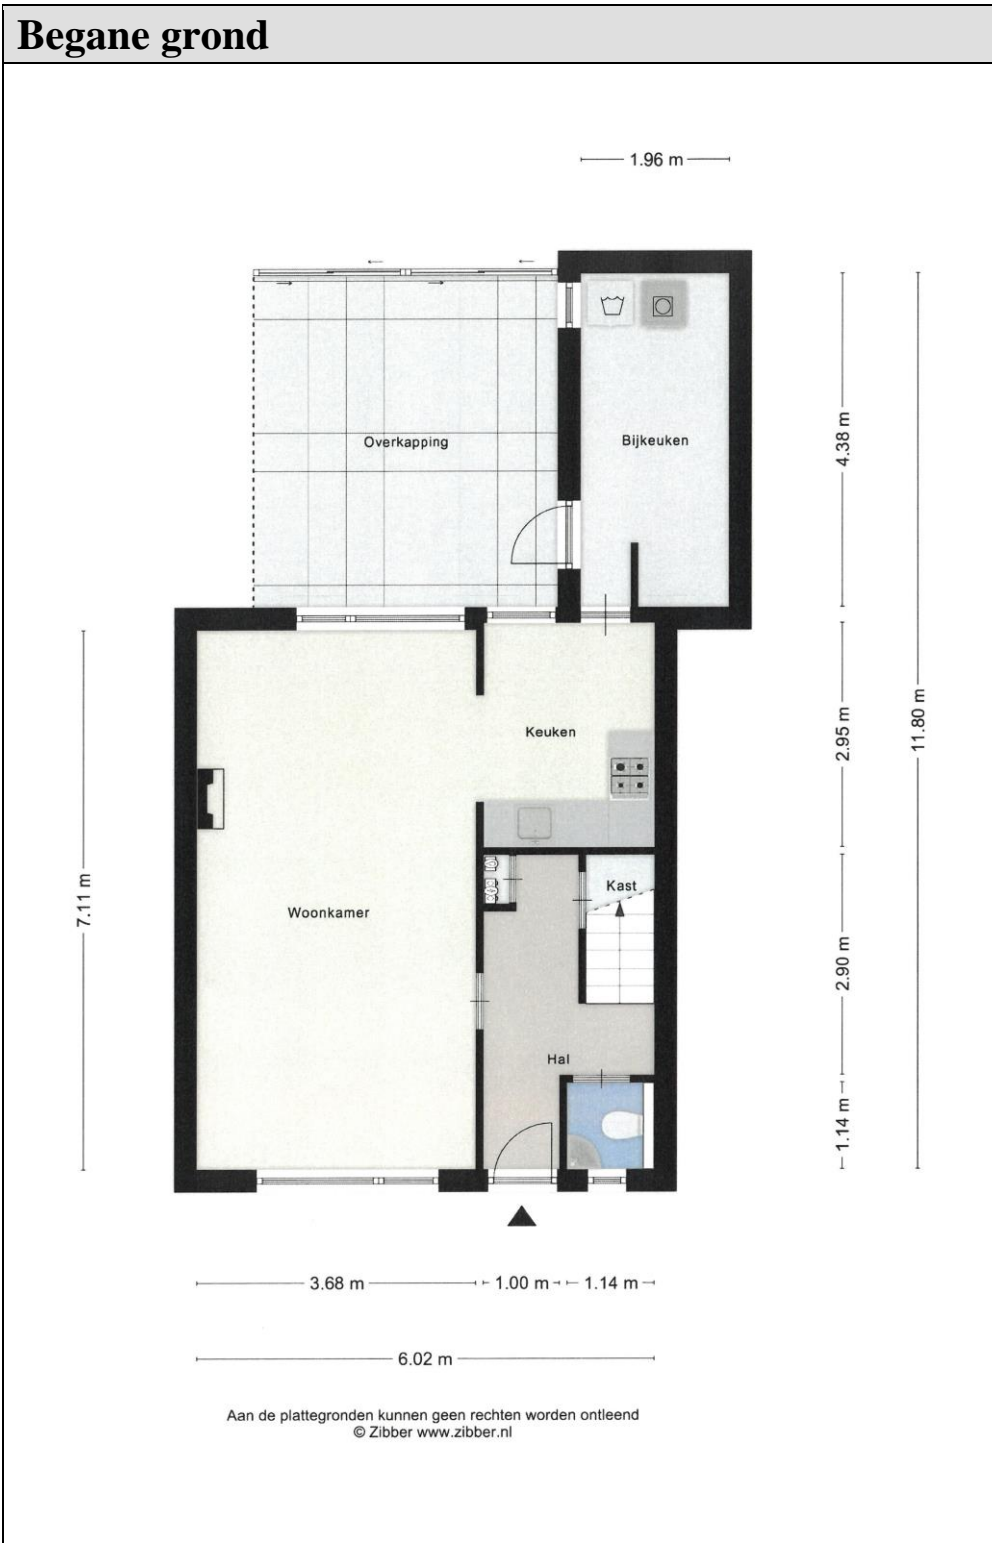 Begane grond
1.96 m
Overkapping
Bijkeuken
4.38 m
Keuken
2.95 m
11.80 m
7.11 m
Woonkamer
Kast
2.90 m
Hal
1.14 m
3.68 m
1.00 m
1.14 m
6.02 m
Aan de plattegronden kunnen geen rechten worden ontleend
© Zibber www.zibber.nl